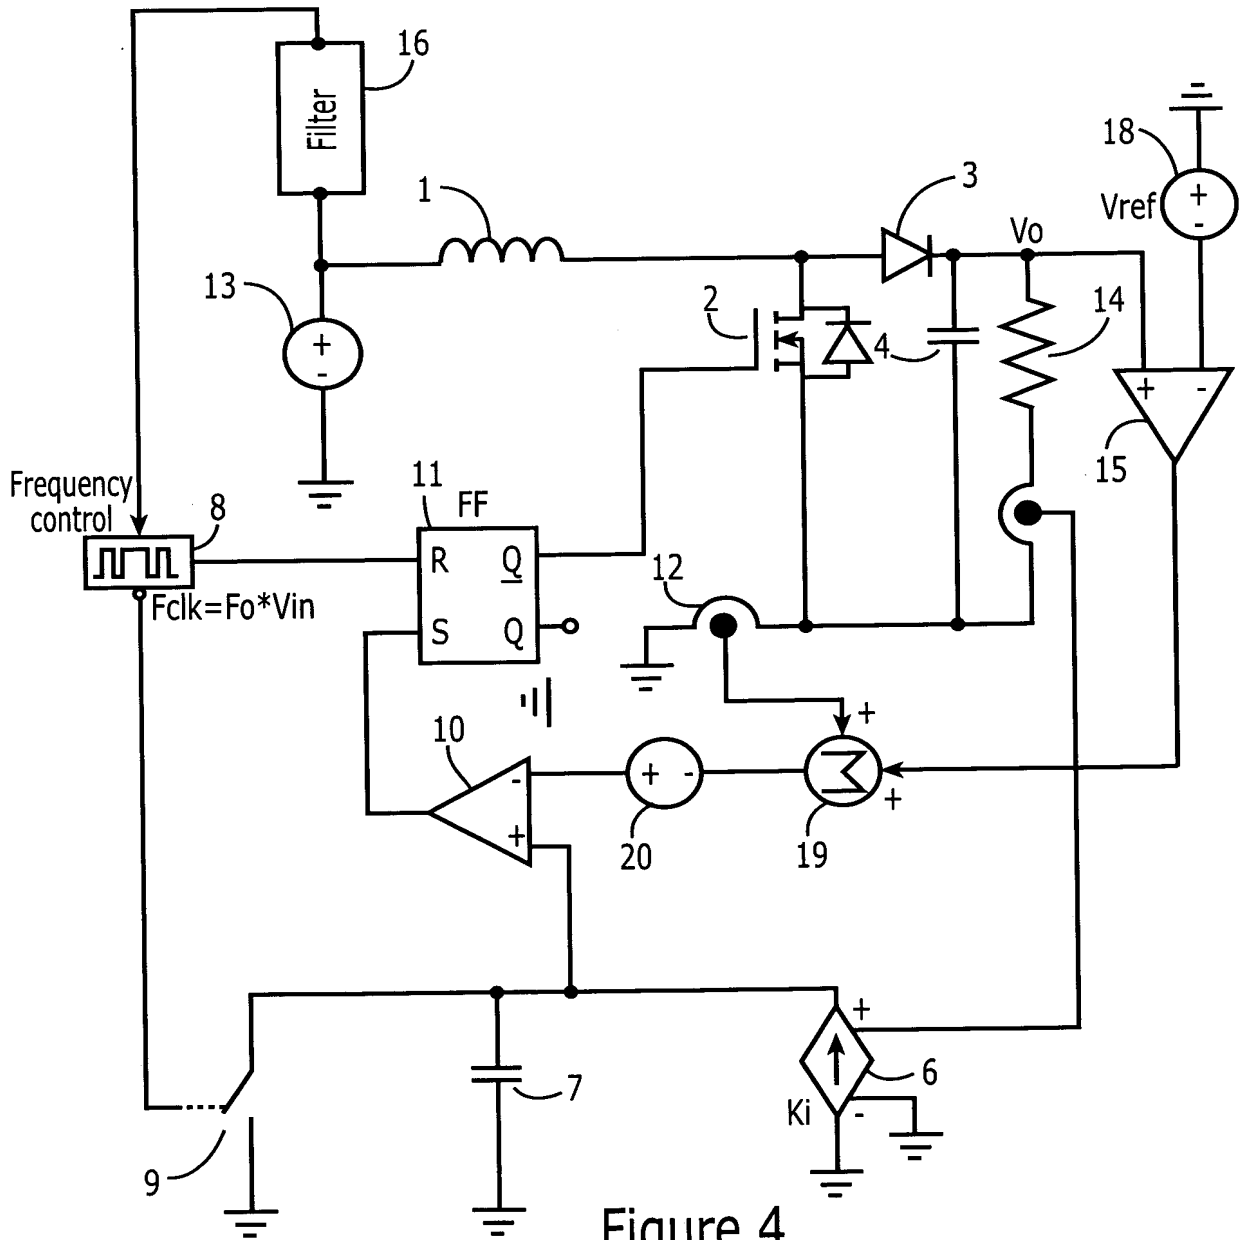 16
Filter
18
+
Vref
-
3
1
Vo
13
2
14
+
-
4
+
-
15
11
Frequency
control
8
FF
R
Q
12
Fclk=Fo*Vin
S
Q
10
+
-
+
-
Σ
+
+
20
19
+
6
7
Ki
-
9
Figure 4